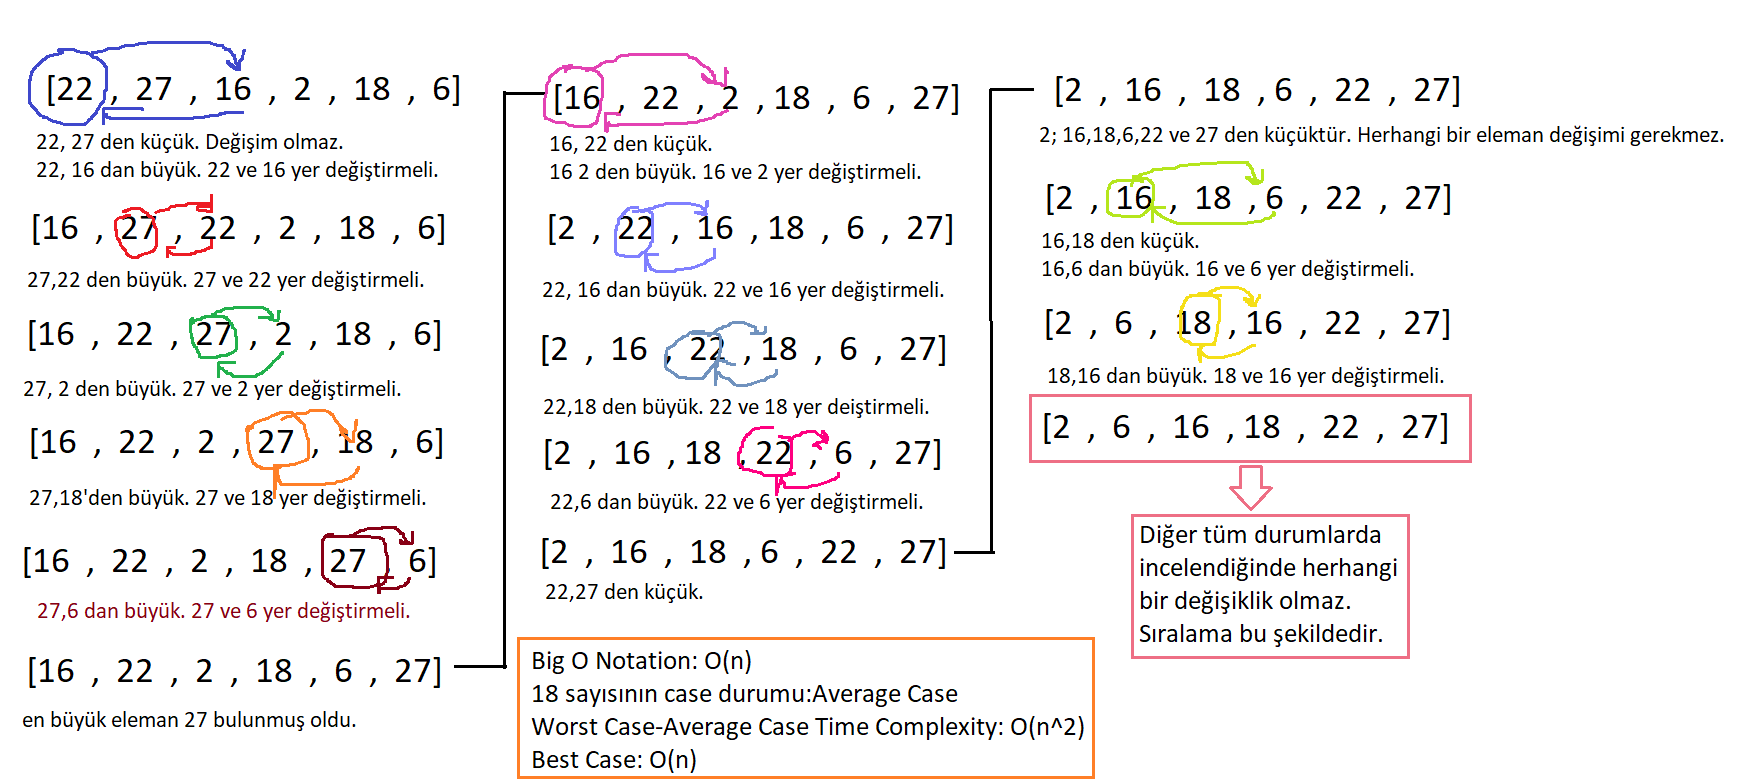 [22 , 27 , 16 , 2 , 18 , 6]
22, 27 den küçük. Değişim olmaz.
22, 16 dan büyük. 22 ve 16 yer değiştirmeli.
[16 , 27 , 22 , 2 , 18 , 6]
27,22 den büyük. 27 ve 22 yer değiştirmeli.
[16 , 22 , 27 , 2 , 18 , 6]
27, 2 den büyük. 27 ve 2 yer değiştirmeli.
[16 , 22 , 2 , 27 , 18 , 6]
27,18'den büyük. 27 ve 18 yer değiştirmeli.
[16 , 22 , 2 , 18 , 27 6]
27,6 dan büyük. 27 ve 6 yer değiştirmeli.
[16 , 22 , 2 , 18 , 6 , 27]
en büyük eleman 27 bulunmuş oldu.
[16 , 22 , 2 , 18 , 6 , 27]
16, 22 den küçük.
16 2 den büyük. 16 ve 2 yer değiştirmeli.
[2 , 22 , 16 , 18 , 6 , 27]
22, 16 dan büyük. 22 ve 16 yer değiştirmeli.
[2 , 16 , 22 , 18 , 6 , 27]
22,18 den büyük. 22 ve 18 yer deiştirmeli.
[2 , 16 , 18 , 22 , 6 , 27]
22,6 dan büyük. 22 ve 6 yer değiştirmeli.
[2 , 16 , 18 , 6 , 22 , 27]
22,27 den küçük.
Big O Notation: O(n)
18 sayısının case durumu:Average Case
Worst Case-Average Case Time Complexity: O(n^2)
Best Case: O(n)
[2 , 16 , 18 , 6 , 22 , 27]
2; 16,18,6,22 ve 27 den küçüktür. Herhangi bir eleman değişimi gerekmez.
[2 , 16 , 18 , 6 , 22 , 27]
16,18 den küçük.
16,6 dan büyük. 16 ve 6 yer değiştirmeli.
[2 , 6 , 18 , 16 , 22 , 27]
18,16 dan büyük. 18 ve 16 yer değiştirmeli.
[2 , 6 , 16 , 18 , 22 , 27]
Diğer tüm durumlarda
incelendiğinde herhangi
bir değişiklik olmaz.
Sıralama bu şekildedir.